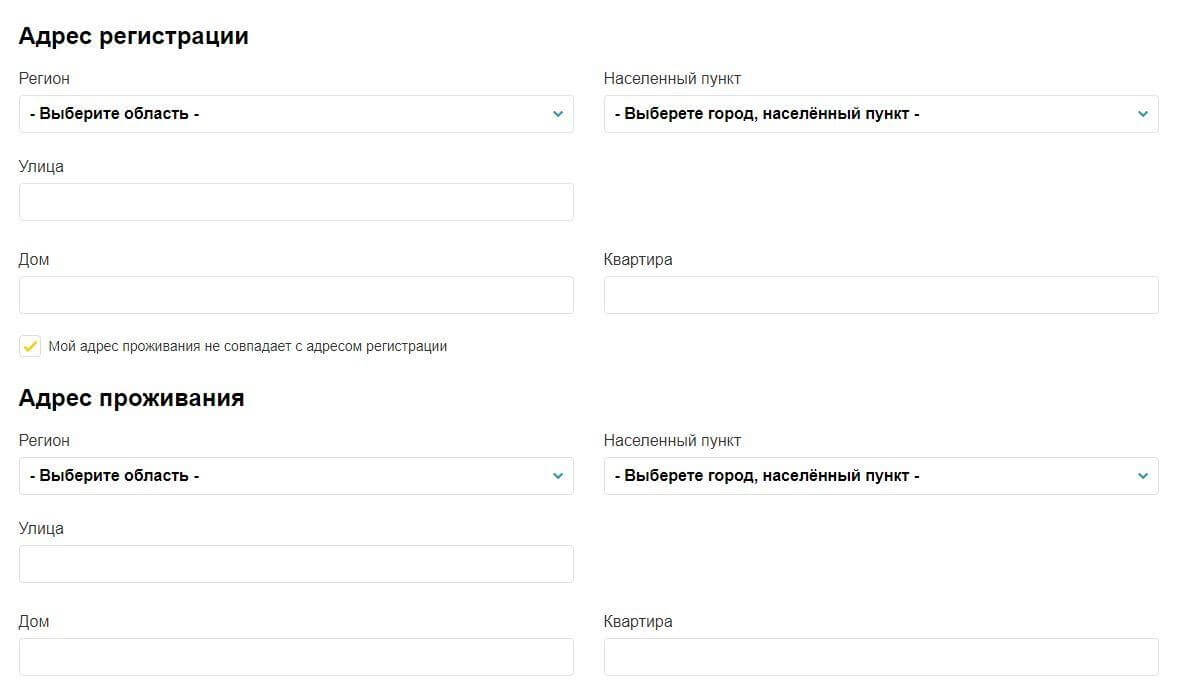 Адрес регистрации
Регион
Населенный пункт
- Выберите область -
- Выберете город, населённый пункт -
Улица
Дом
Квартира
Мой адрес проживания не совпадает с адресом регистрации
Адрес проживания
Регион
Населенный пункт
- Выберите область -
- Выберете город, населённый пункт -
Улица
Дом
Квартира